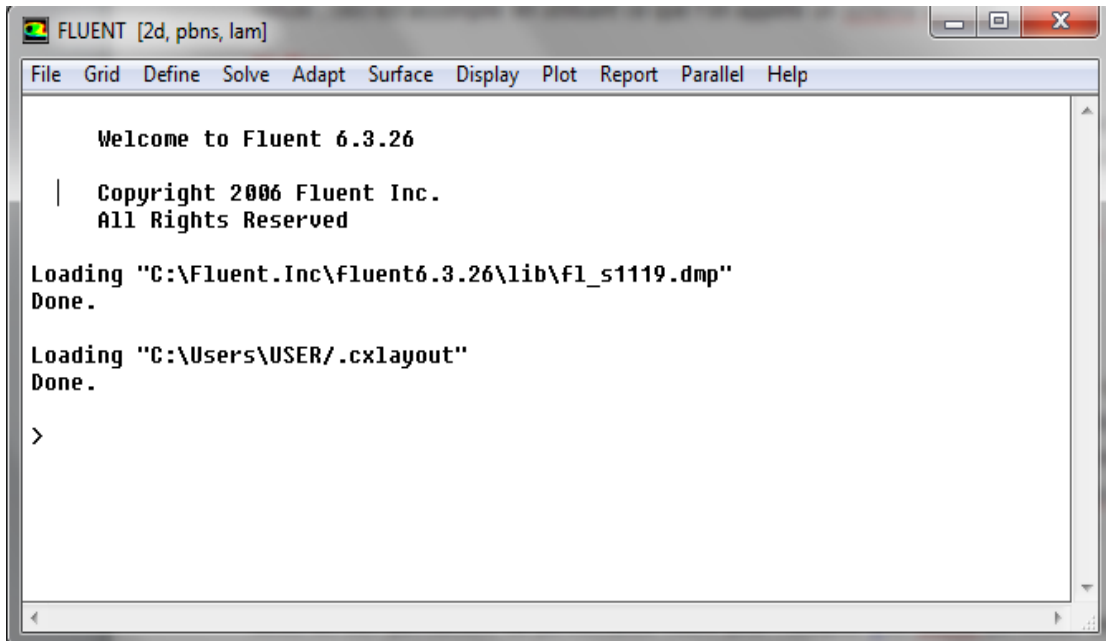 FLUENT [2d, pbns, lam]
File Grid Define Solve Adapt Surface Display Plot Report Parallel Help
Welcome to Fluent 6.3.26
Copyright 2006 Fluent Inc.
All Rights Reserved
Loading "C:\Fluent.Inc\fluent6.3.26\lib\fl_s1119.dmp"
Done.
Loading "C:\Users\USER/.cxlayout"
Done.
>